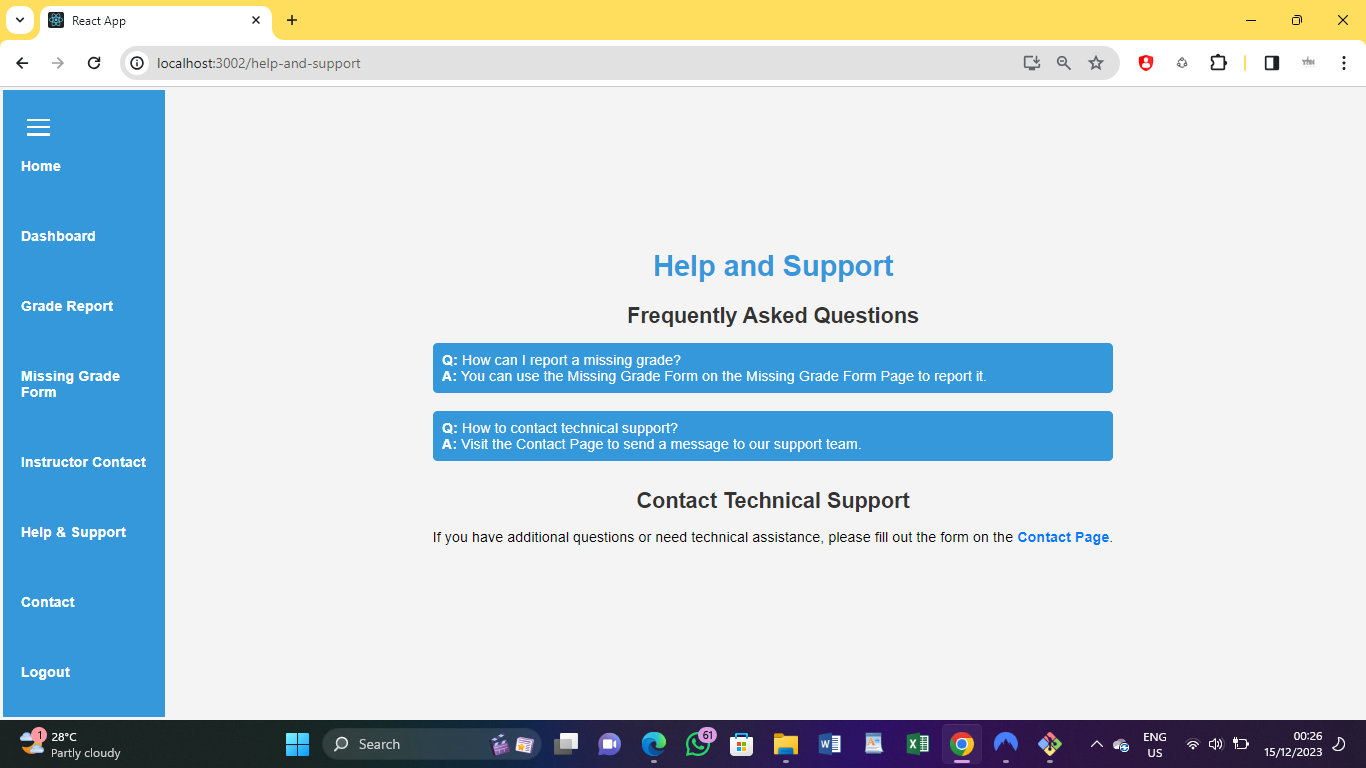 React App
localhost:3002/help-and-support
Home
Dashboard
Grade Report
Missing Grade
Form
Instructor Contact
Help & Support
Contact
Logout
Help and Support
Frequently Asked Questions
Q: How can I report a missing grade?
A: You can use the Missing Grade Form on the Missing Grade Form Page to report it.
Q: How to contact technical support?
A: Visit the Contact Page to send a message to our support team.
Contact Technical Support
If you have additional questions or need technical assistance, please fill out the form on the Contact Page.
1
28°C
Partly cloudy
Search
61
ENG
US
00:26
15/12/2023